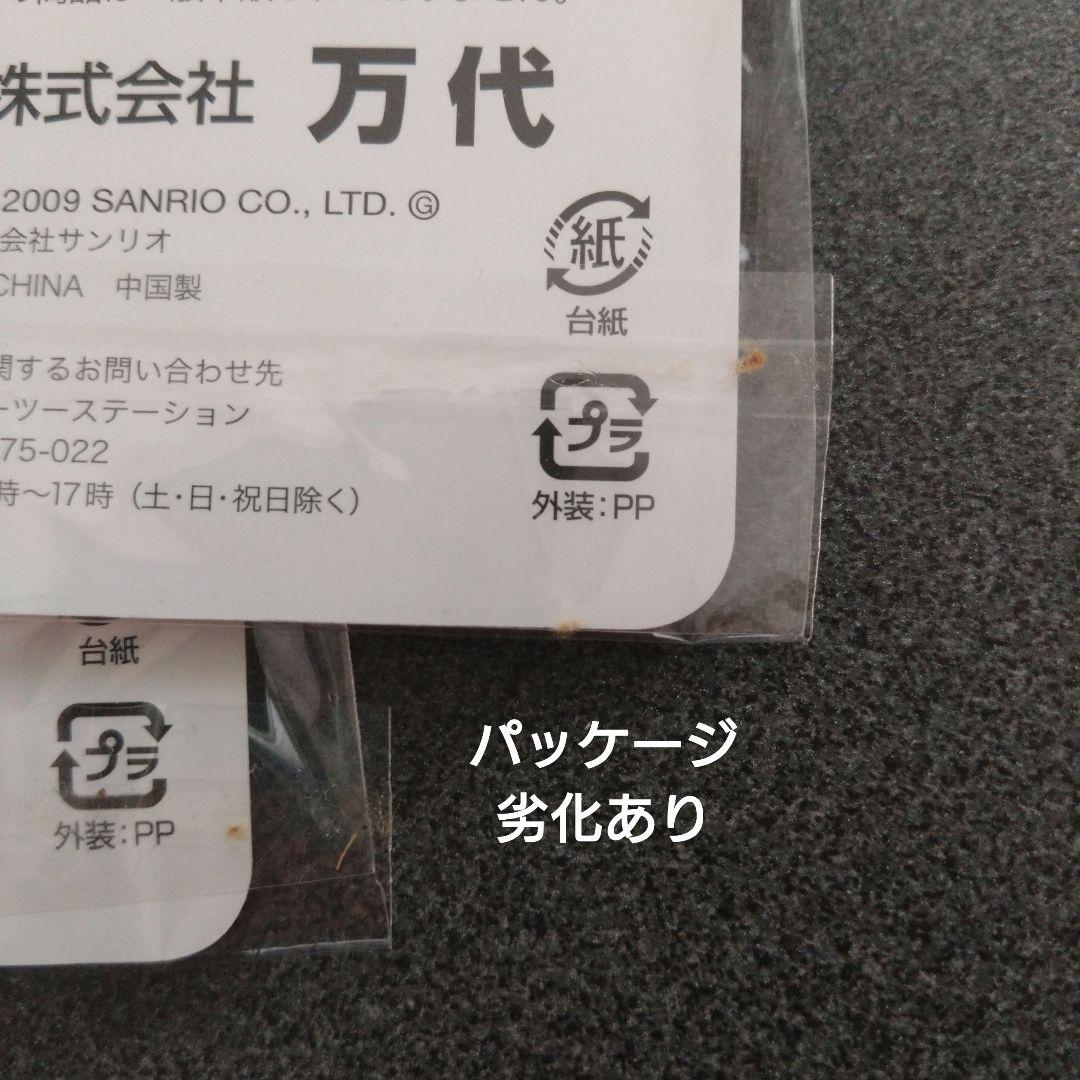 株式会社 万代
2009 SANRIO CO., LTD. Ⓖ
会社サンリオ
CHINA 中国製
紙
台紙
関するお問い合わせ先
ーツーステーション
75-022
時～17時（土・日・祝日除く）
プラ
外装：PP
台紙
プラ
外装：PP
パッケージ
劣化あり